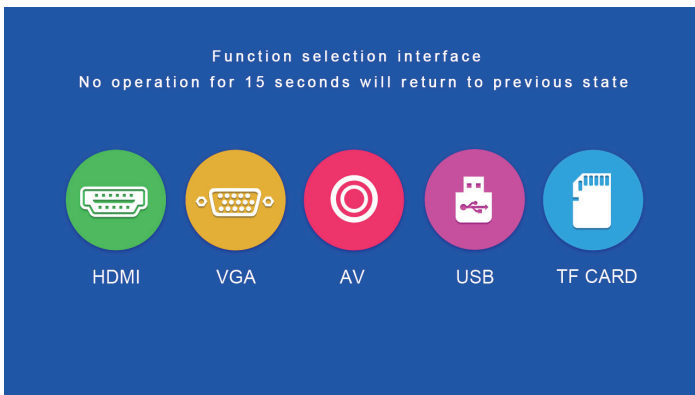 Function selection interface
No operation for 15 seconds will return to previous state
HDMI VGA AV USB TF CARD